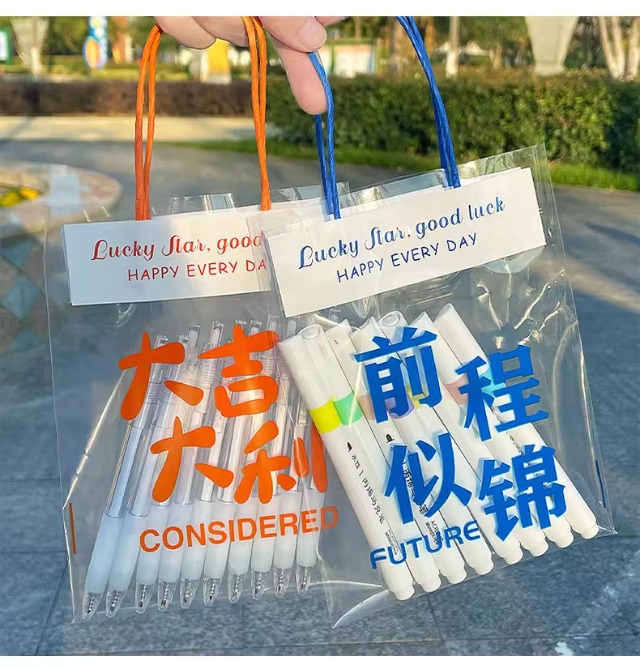 Lucky Star, good
HAPPY EVERY DA
大吉
大利
CONSIDERED
Lucky Star, good luck
HAPPY EVERY DAY
前程
似锦
FUTURE